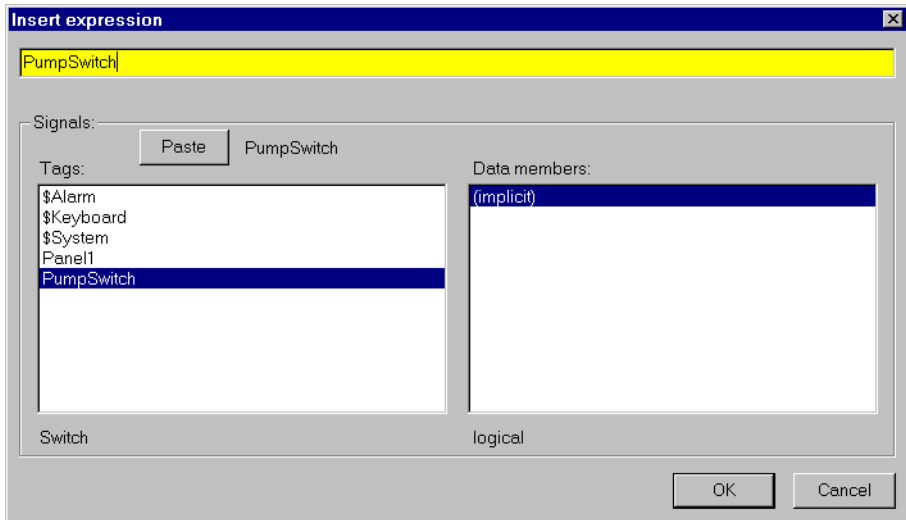 Insert expression
PumpSwitch
Signals:
Paste PumpSwitch
Tags:
Data members:
$Alarm
$Keyboard
$System
Panel1
PumpSwitch
(implicit)
Switch
logical
OK
Cancel